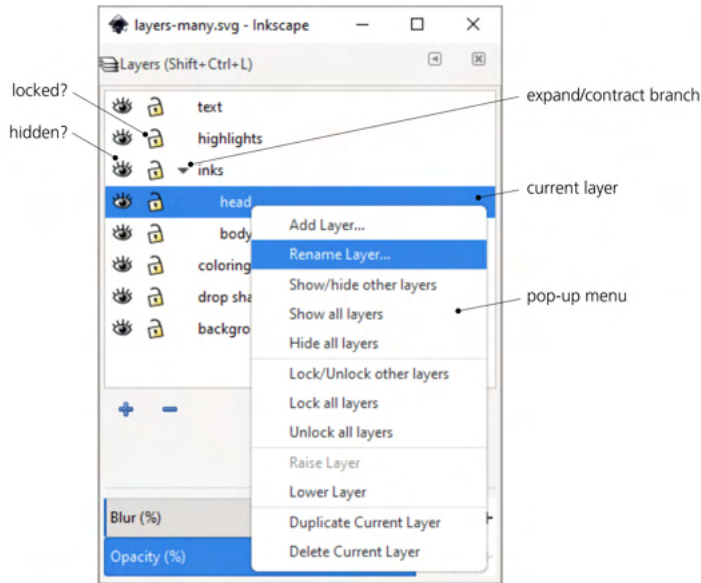 layers-many.svg - Inkscape
Layers (Shift+Ctrl+L)
locked?
hidden?
text
highlights
inks
head
body
coloring
drop sha
backgro
expand/contract branch
current layer
pop-up menu
Add Layer...
Rename Layer...
Show/hide other layers
Show all layers
Hide all layers
Lock/Unlock other layers
Lock all layers
Unlock all layers
Raise Layer
Lower Layer
Duplicate Current Layer
Delete Current Layer
Blur (%)
Opacity (%)